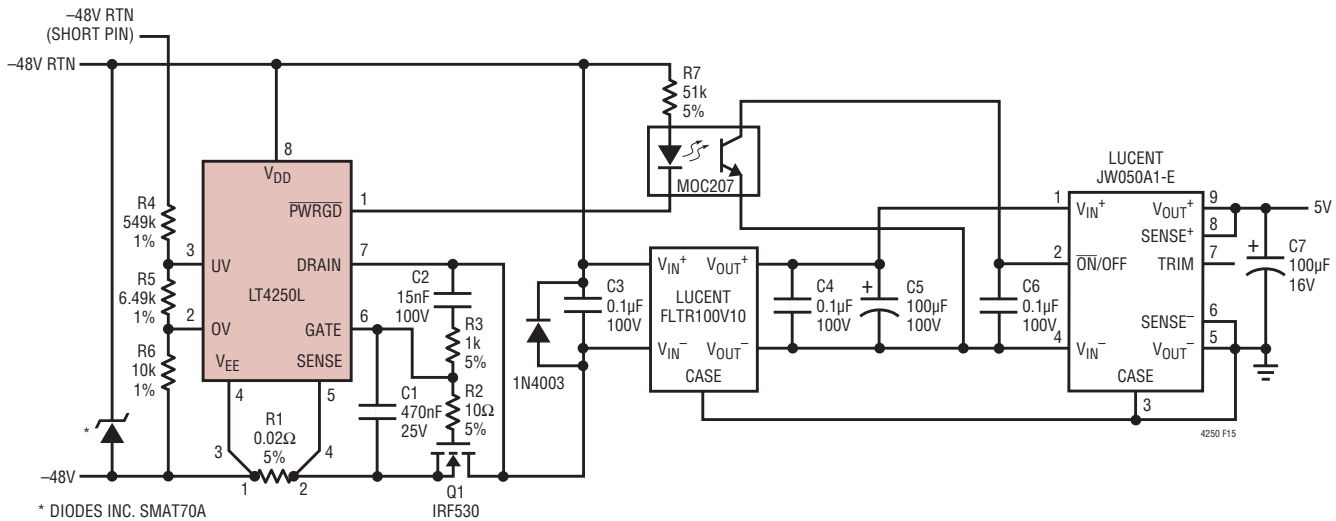 –48V RTN
(SHORT PIN)
–48V RTN
R4
549k
1%
R5
6.49k
1%
R6
10k
1%
*
8
V_DD
1
PWRGD
7
DRAIN
3
UV
LT4250L
2
OV
6
GATE
V_EE
SENSE
4
5
R1
0.02Ω
5%
3
4
1
2
–48V
* DIODES INC. SMAT70A
C2
15nF
100V
R3
1k
5%
R2
10Ω
5%
C1
470nF
25V
Q1
IRF530
1N4003
C3
0.1µF
100V
R7
51k
5%
MOC207
V_IN+
V_OUT+
LUCENT
FLTR100V10
V_IN–
V_OUT–
CASE
C4
0.1µF
100V
+
C5
100µF
100V
C6
0.1µF
100V
LUCENT
JW050A1-E
1
V_IN+
V_OUT+
9
SENSE+
8
2
ON/OFF
TRIM
7
SENSE–
6
4
V_IN–
V_OUT–
5
CASE
3
5V
+
C7
100µF
16V
4250 F15